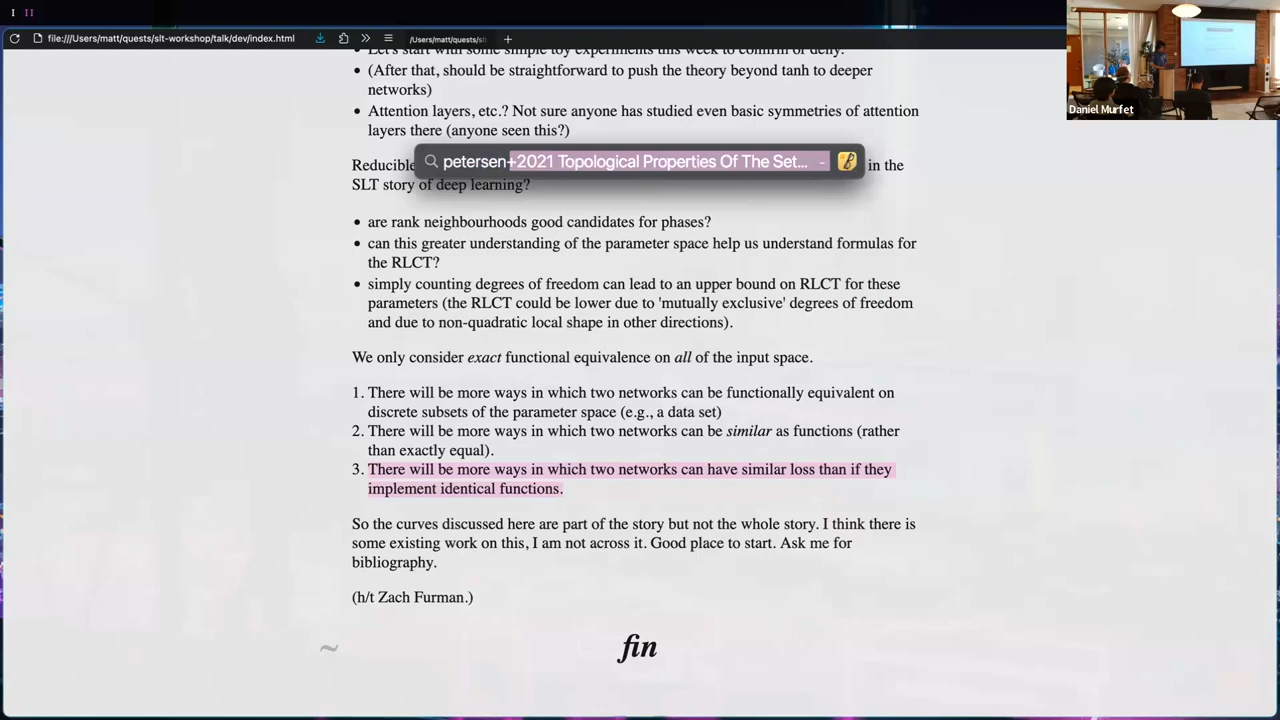 I II
file:///Users/matt/quests/slt-workshop/talk/dev/index.html
/Users/matt/quests/slt
Daniel Murfet
• Let's start with some simple toy experiments this week to confirm or deny.
• (After that, should be straightforward to push the theory beyond tanh to deeper
networks)
• Attention layers, etc.? Not sure anyone has studied even basic symmetries of attention
layers there (anyone seen this?)
petersen+2021 Topological Properties Of The Set... -
Reducible
in the
SLT story of deep learning?
• are rank neighbourhoods good candidates for phases?
• can this greater understanding of the parameter space help us understand formulas for
the RLCT?
• simply counting degrees of freedom can lead to an upper bound on RLCT for these
parameters (the RLCT could be lower due to 'mutually exclusive' degrees of freedom
and due to non-quadratic local shape in other directions).
We only consider exact functional equivalence on all of the input space.
1. There will be more ways in which two networks can be functionally equivalent on
discrete subsets of the parameter space (e.g., a data set)
2. There will be more ways in which two networks can be similar as functions (rather
than exactly equal).
3. There will be more ways in which two networks can have similar loss than if they
implement identical functions.
So the curves discussed here are part of the story but not the whole story. I think there is
some existing work on this, I am not across it. Good place to start. Ask me for
bibliography.
(h/t Zach Furman.)
~
fin